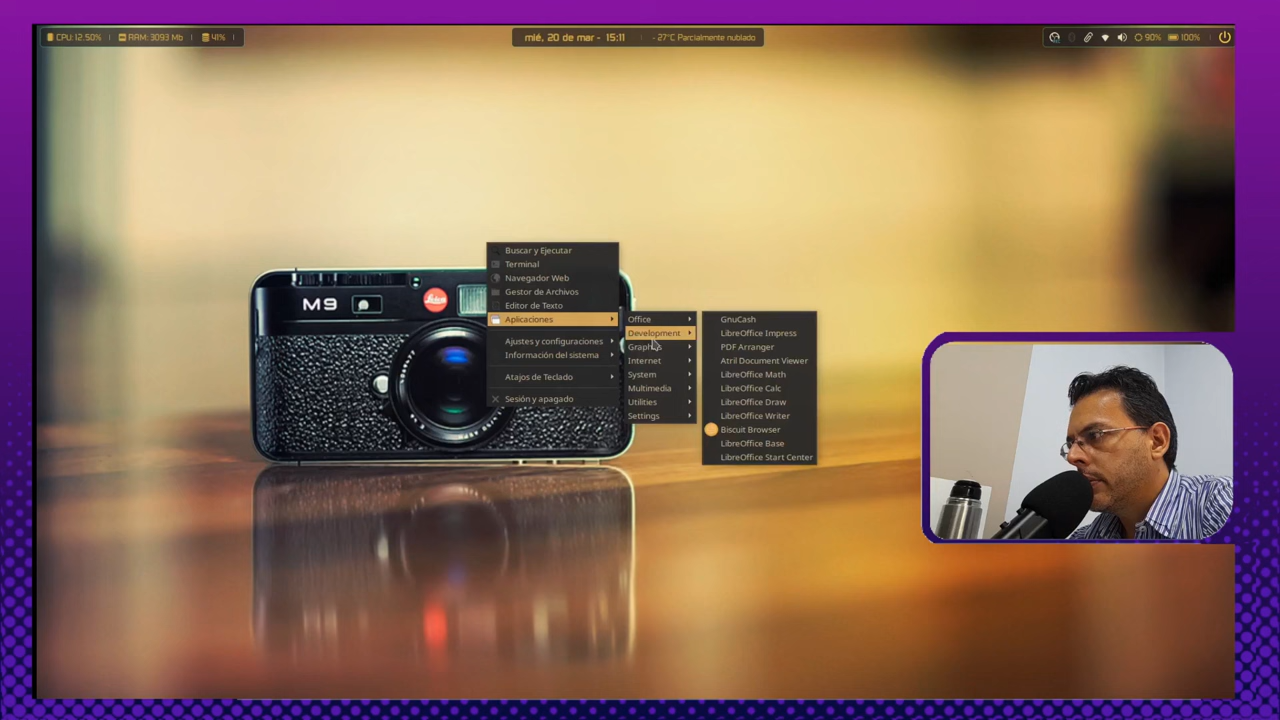 CPU: 12.50% | RAM: 3093 Mb | 41% |
mié, 20 de mar - 15:11 | - 27°C Parcialmente nublado
90% 100% |
M9
Leica
Buscar y Ejecutar
Terminal
Navegador Web
Gestor de Archivos
Editor de Texto
Aplicaciones
Ajustes y configuraciones
Información del sistema
Atajos de Teclado
Sesión y apagado
Office
Development
Graphics
Internet
System
Multimedia
Utilities
Settings
GnuCash
LibreOffice Impress
PDF Arranger
Atril Document Viewer
LibreOffice Math
LibreOffice Calc
LibreOffice Draw
LibreOffice Writer
Biscuit Browser
LibreOffice Base
LibreOffice Start Center